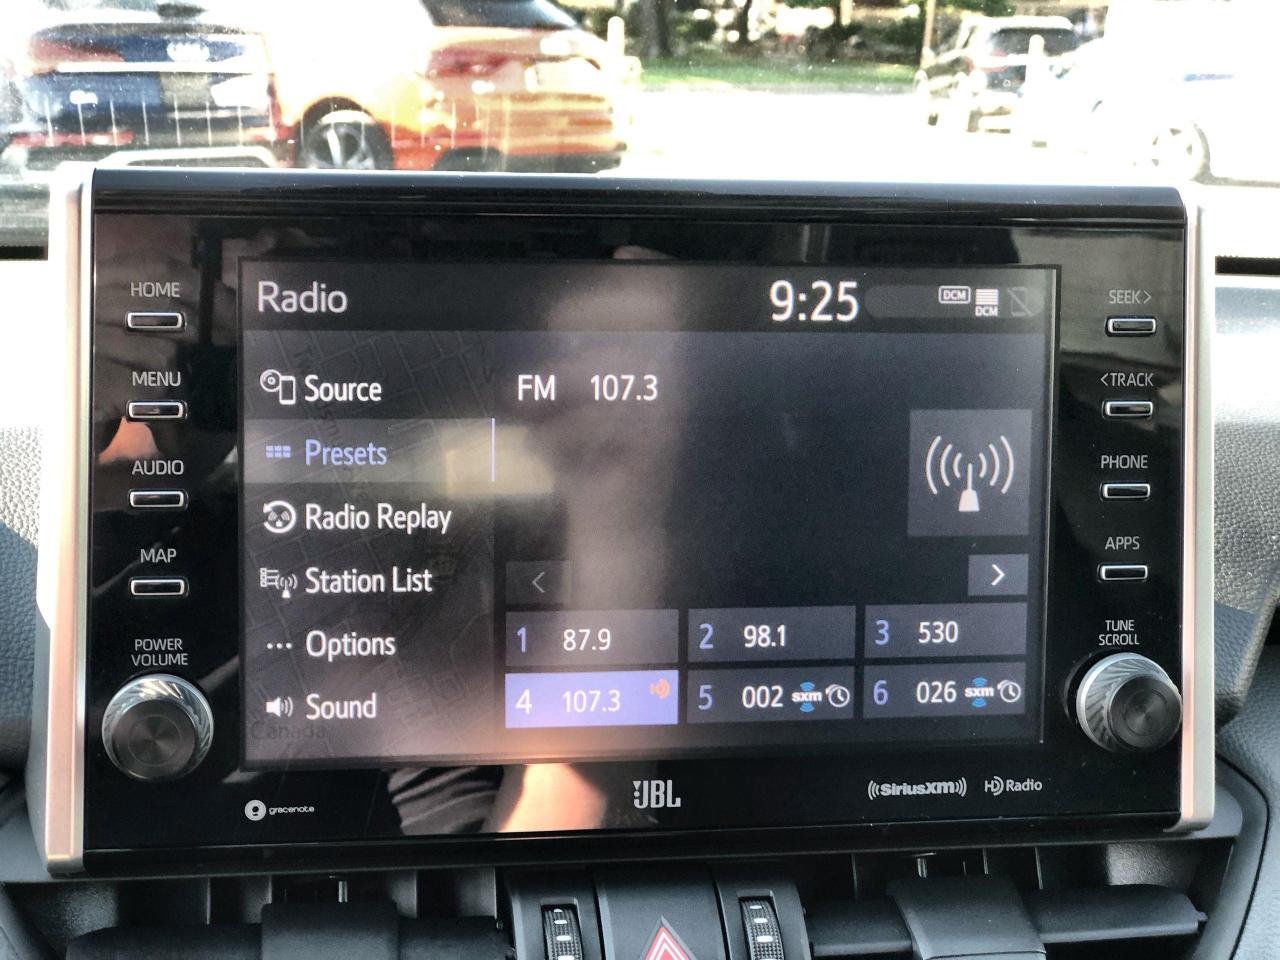 HOME
MENU
AUDIO
MAP
POWER
VOLUME
Radio
9:25
DCM
DCM
Source
Presets
Radio Replay
Station List
Options
Sound
Canada
FM 107.3
1 87.9
2 98.1
3 530
4 107.3
5 002 sxm
6 026 sxm
SEEK>
<TRACK
PHONE
APPS
TUNE
SCROLL
gracenote
JBL
((SiriusXM))
HD Radio